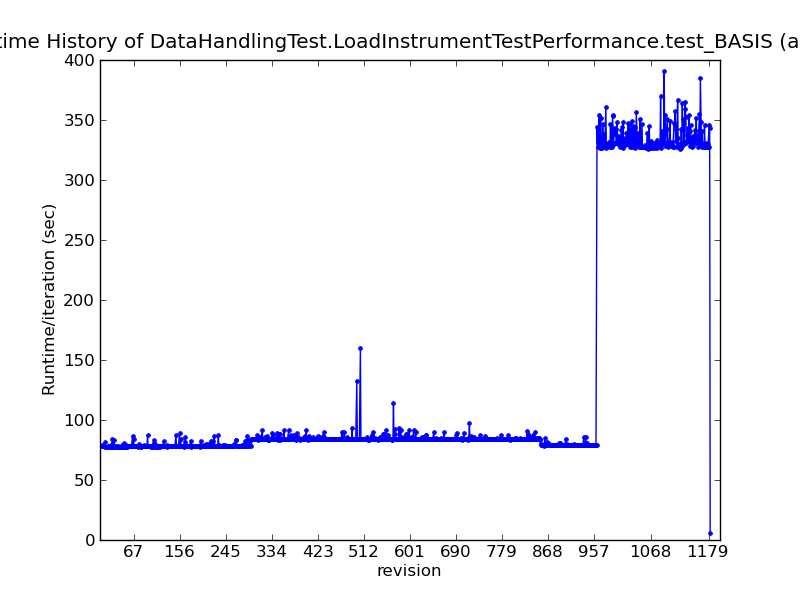 time History of DataHandlingTest.LoadInstrumentTestPerformance.test_BASIS (a
400
350
300
250
200
150
100
50
0
Runtime/iteration (sec)
67 156 245 334 423 512 601 690 779 868 957 1068 1179
revision